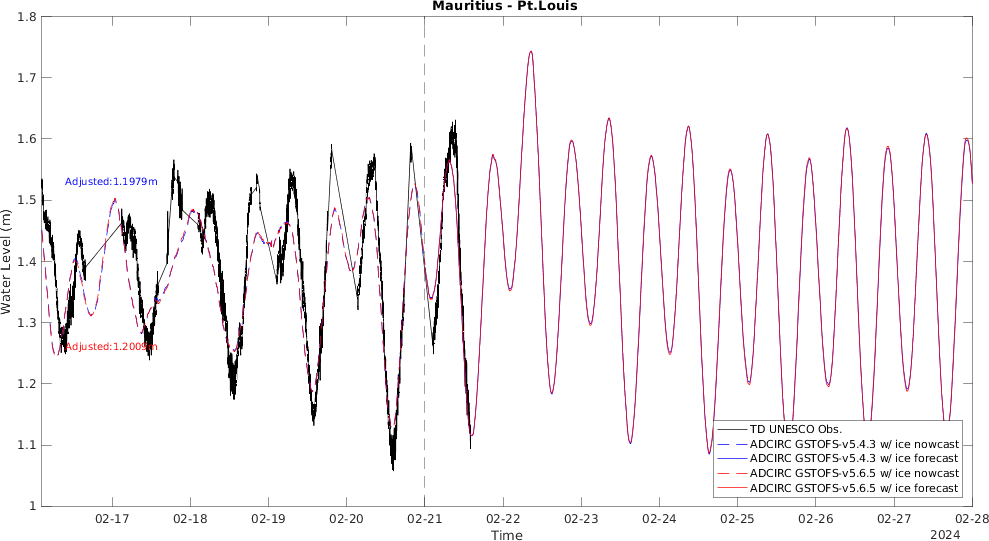 Mauritius - Pt.Louis
1.8
1.7
1.6
1.5
1.4
1.3
1.2
1.1
1
Water Level (m)
Adjusted:1.1979m
Adjusted:1.2009m
TD UNESCO Obs.
ADCIRC GSTOFS-v5.4.3 w/ ice nowcast
ADCIRC GSTOFS-v5.4.3 w/ ice forecast
ADCIRC GSTOFS-v5.6.5 w/ ice nowcast
ADCIRC GSTOFS-v5.6.5 w/ ice forecast
02-17 02-18 02-19 02-20 02-21 02-22 02-23 02-24 02-25 02-26 02-27 02-28
Time 2024